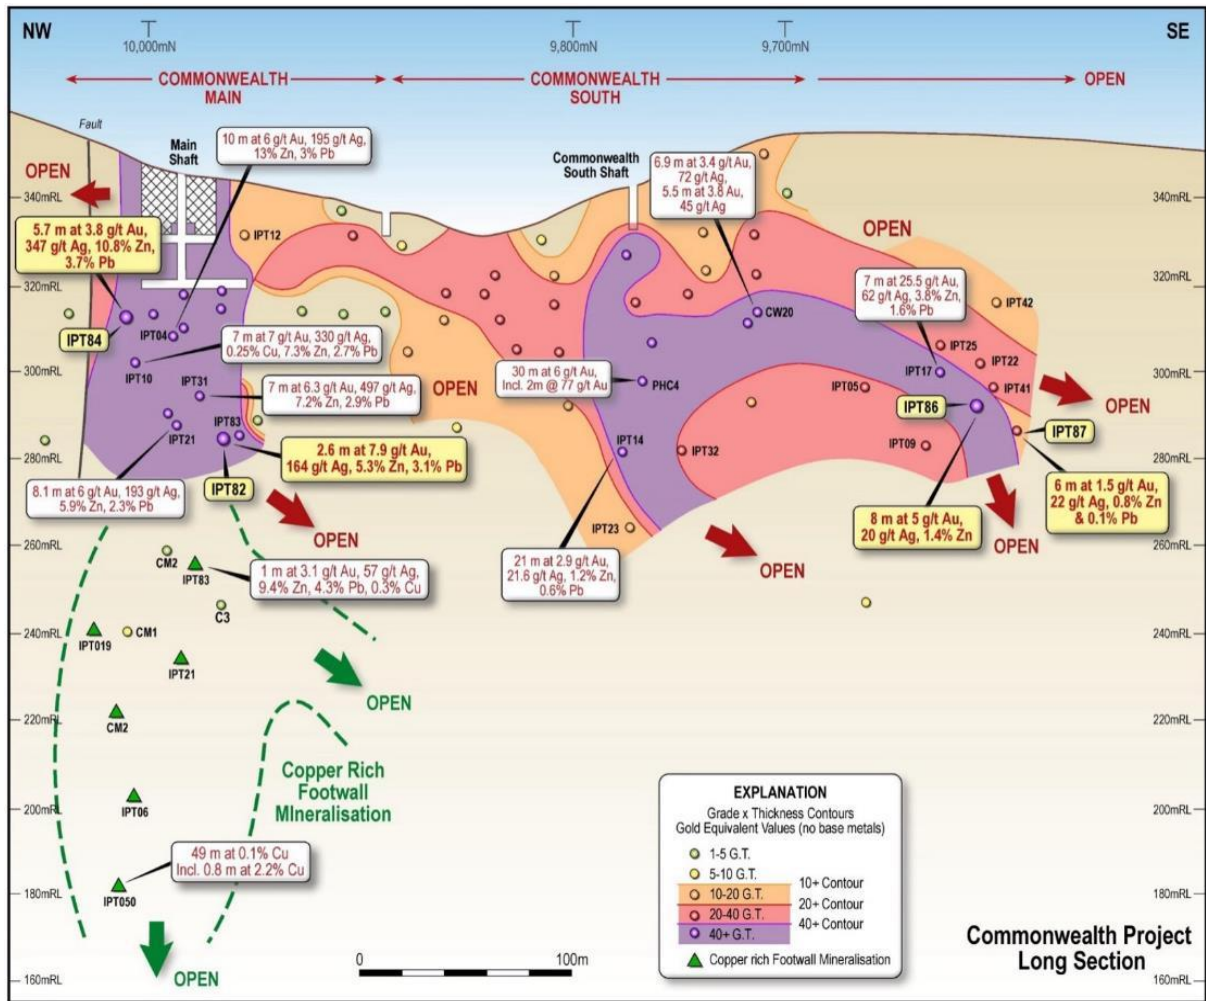 NW
SE
10,000mN
9,800mN
9,700mN
COMMONWEALTH
MAIN
COMMONWEALTH
SOUTH
OPEN
Fault
Main
Shaft
10 m at 6 g/t Au, 195 g/t Ag,
13% Zn, 3% Pb
Commonwealth
South Shaft
6.9 m at 3.4 g/t Au,
72 g/t Ag,
5.5 m at 3.8 Au,
45 g/t Ag
OPEN
340mRL
340mRL
5.7 m at 3.8 g/t Au,
347 g/t Ag, 10.8% Zn,
3.7% Pb
IPT12
OPEN
7 m at 25.5 g/t Au,
62 g/t Ag, 3.8% Zn,
1.6% Pb
320mRL
320mRL
IPT42
CW20
IPT84
IPT04
7 m at 7 g/t Au, 330 g/t Ag,
0.25% Cu, 7.3% Zn, 2.7% Pb
IPT25
IPT22
IPT10
IPT31
30 m at 6 g/t Au,
Incl. 2m @ 77 g/t Au
PHC4
IPT05
IPT17
IPT41
300mRL
300mRL
OPEN
OPEN
7 m at 6.3 g/t Au, 497 g/t Ag,
7.2% Zn, 2.9% Pb
IPT86
IPT87
IPT21
IPT83
IPT14
IPT32
IPT09
280mRL
280mRL
2.6 m at 7.9 g/t Au,
164 g/t Ag, 5.3% Zn, 3.1% Pb
8.1 m at 6 g/t Au, 193 g/t Ag,
5.9% Zn, 2.3% Pb
IPT82
6 m at 1.5 g/t Au,
22 g/t Ag, 0.8% Zn
& 0.1% Pb
8 m at 5 g/t Au,
20 g/t Ag, 1.4% Zn
IPT23
OPEN
OPEN
OPEN
260mRL
260mRL
CM2
IPT83
1 m at 3.1 g/t Au, 57 g/t Ag,
9.4% Zn, 4.3% Pb, 0.3% Cu
21 m at 2.9 g/t Au,
21.6 g/t Ag, 1.2% Zn,
0.6% Pb
C3
240mRL
240mRL
IPT019
CM1
IPT21
OPEN
220mRL
220mRL
CM2
Copper Rich
Footwall
MIneralisation
200mRL
200mRL
IPT06
49 m at 0.1% Cu
Incl. 0.8 m at 2.2% Cu
180mRL
180mRL
IPT050
OPEN
160mRL
160mRL
0
100m
EXPLANATION
Grade x Thickness Contours
Gold Equivalent Values (no base metals)
1-5 G.T.
5-10 G.T.
10+ Contour
10-20 G.T.
20+ Contour
20-40 G.T.
40+ Contour
40+ G.T.
Copper rich Footwall Mineralisation
Commonwealth Project
Long Section